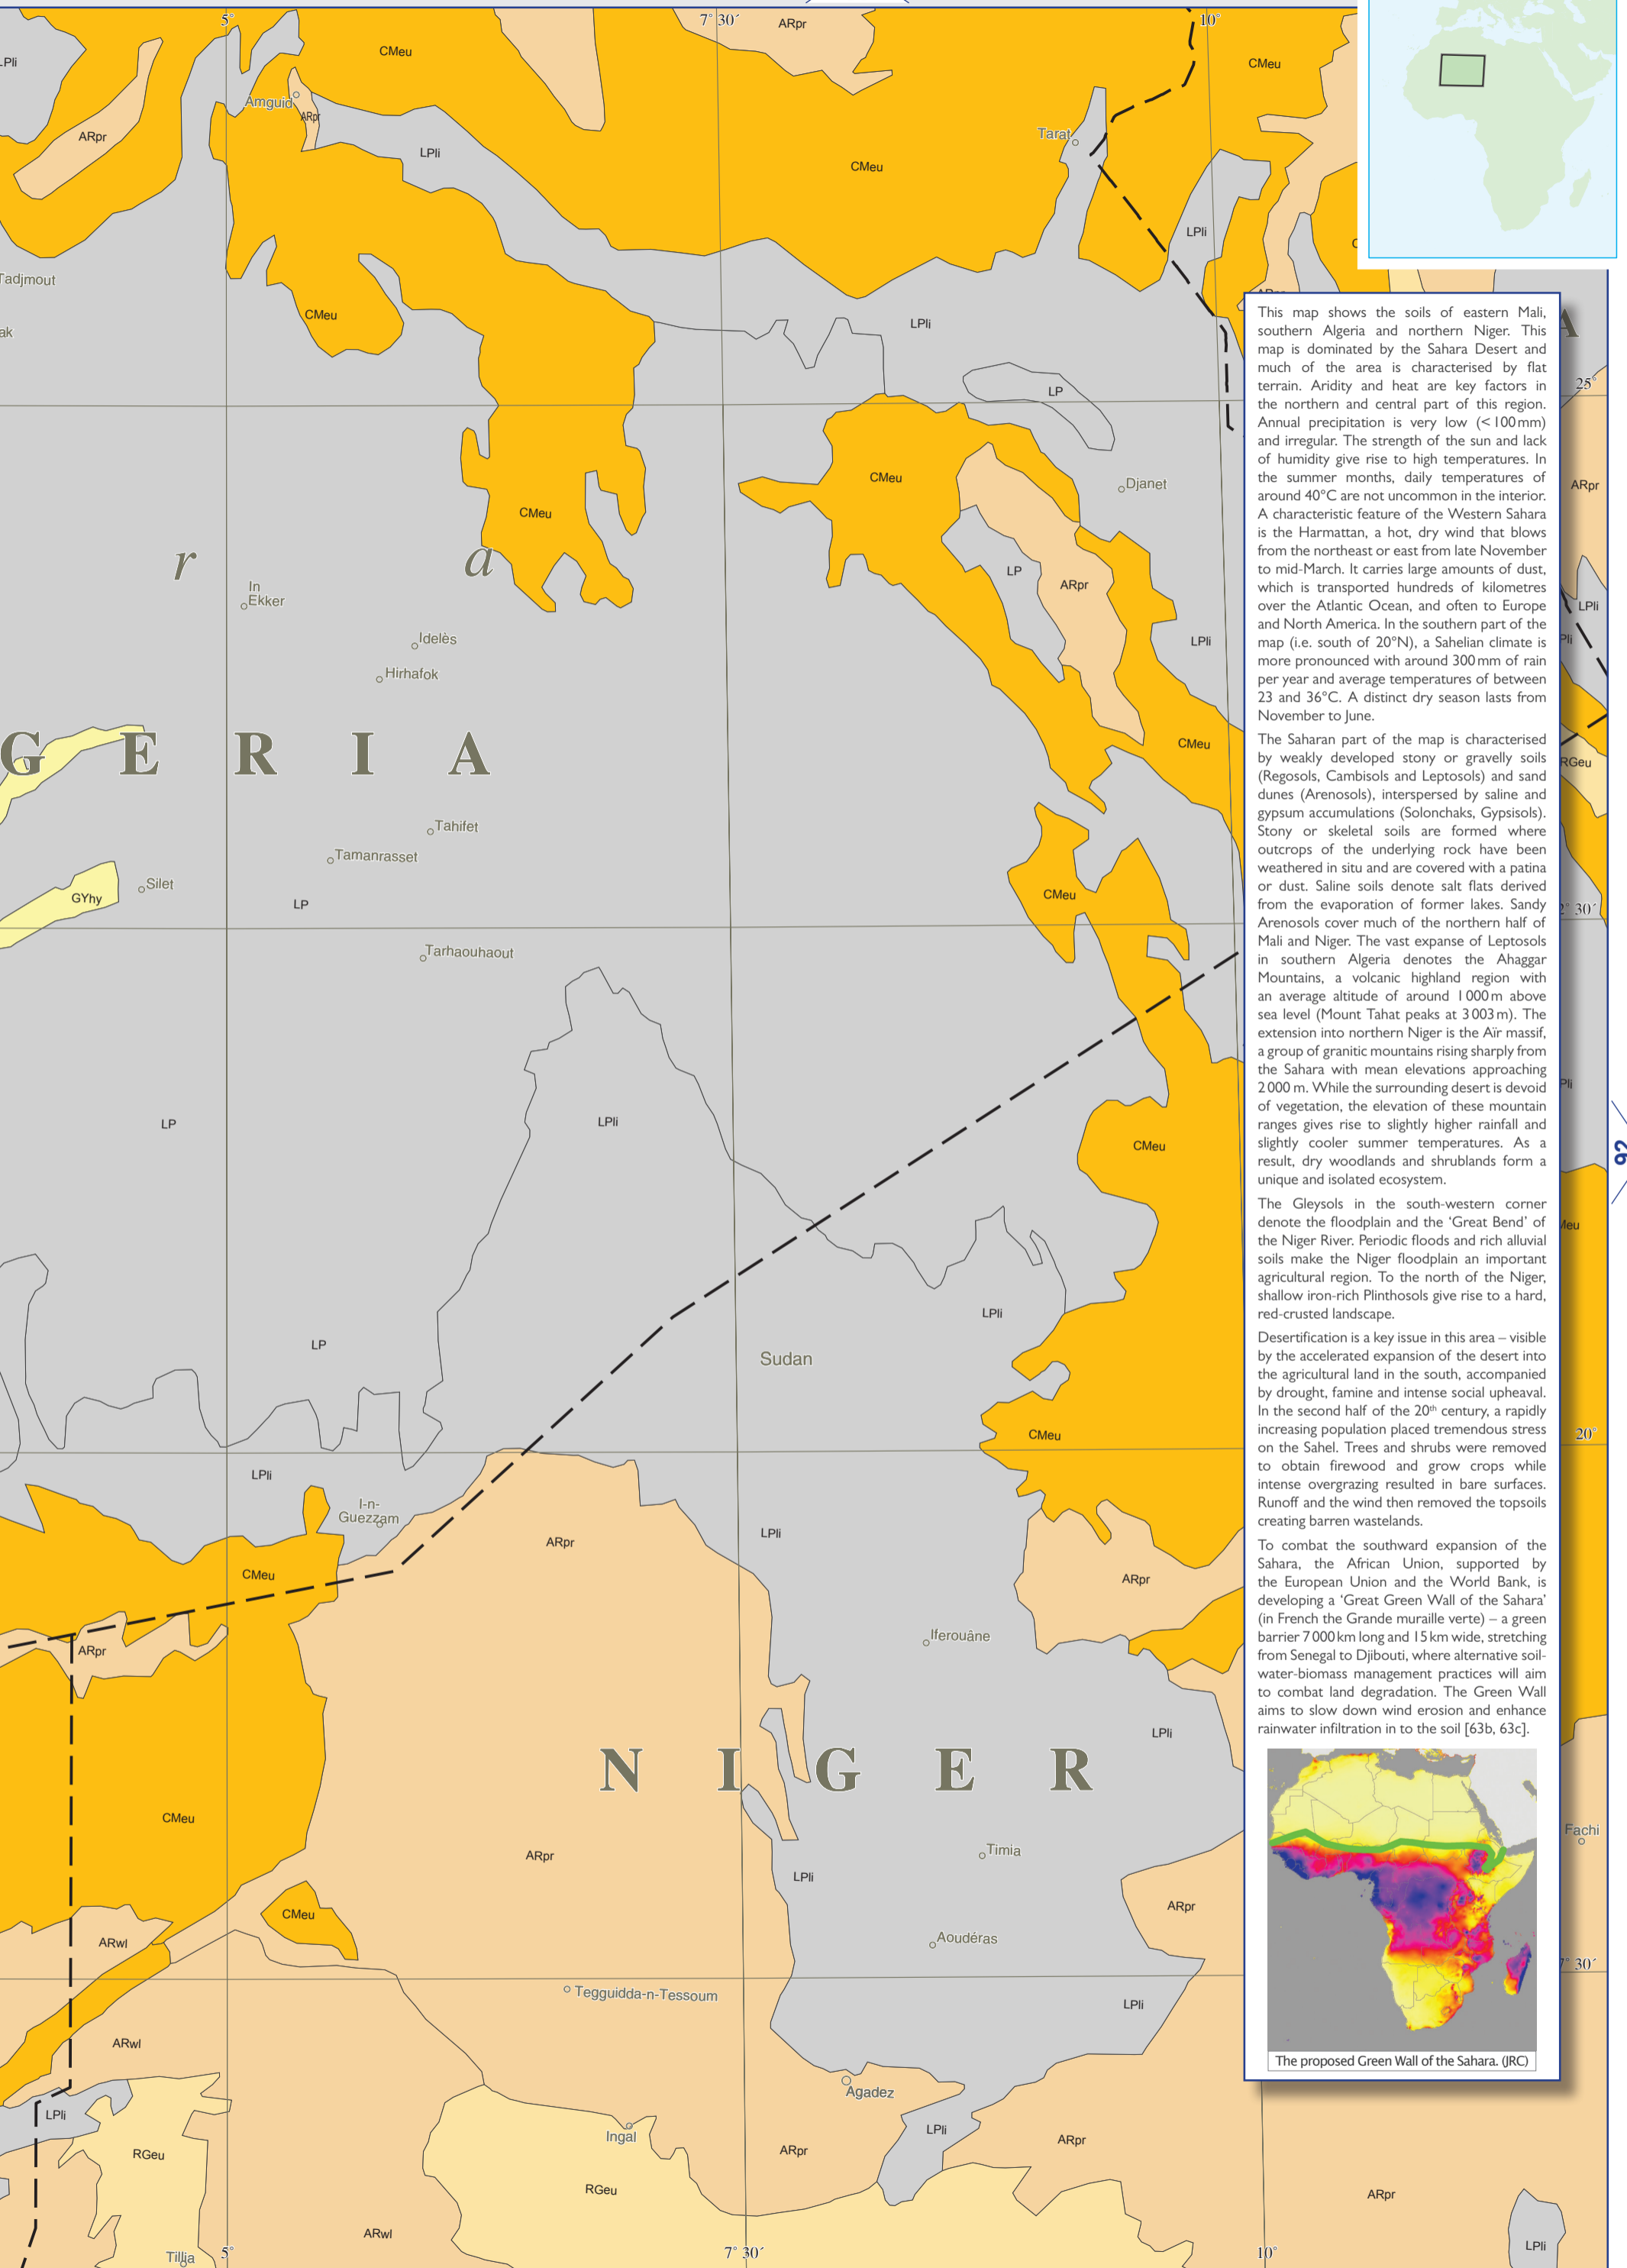 5°
7° 30´
10°
ARpr
CMeu
CMeu
LPli
Amguid
ARpr
ARpr
LPli
CMeu
Tarat
LPli
Tadjmout
CMeu
LPli
LP
25°
CMeu
CMeu
Djanet
ARpr
r
a
In
Ekker
LP
ARpr
LPli
Idelès
LPli
Hirhafok
GERIA
CMeu
RGeu
Tahifet
Tamanrasset
Silet
GYhy
LP
CMeu
2° 30´
Tarhaouhaout
LP
LPli
CMeu
92
LPli
LP
Sudan
CMeu
20°
LPli
I-n-
Guezzam
ARpr
LPli
CMeu
ARpr
ARpr
Iferouäne
LPli
NIGER
CMeu
ARpr
Timia
Fachi
LPli
CMeu
ARpr
ARwl
Aoudéras
7° 30´
Tegguidda-n-Tessoum
LPli
ARwl
Agadez
LPli
Ingal
LPli
ARpr
ARpr
RGeu
RGeu
ARpr
ARwl
LPli
Tillia
5°
7° 30´
10°
This map shows the soils of eastern Mali,
southern Algeria and northern Niger. This
map is dominated by the Sahara Desert and
much of the area is characterised by flat
terrain. Aridity and heat are key factors in
the northern and central part of this region.
Annual precipitation is very low (<100mm)
and irregular. The strength of the sun and lack
of humidity give rise to high temperatures. In
the summer months, daily temperatures of
around 40°C are not uncommon in the interior.
A characteristic feature of the Western Sahara
is the Harmattan, a hot, dry wind that blows
from the northeast or east from late November
to mid-March. It carries large amounts of dust,
which is transported hundreds of kilometres
over the Atlantic Ocean, and often to Europe
and North America. In the southern part of the
map (i.e. south of 20°N), a Sahelian climate is
more pronounced with around 300mm of rain
per year and average temperatures of between
23 and 36°C. A distinct dry season lasts from
November to June.
The Saharan part of the map is characterised
by weakly developed stony or gravelly soils
(Regosols, Cambisols and Leptosols) and sand
dunes (Arenosols), interspersed by saline and
gypsum accumulations (Solonchaks, Gypsisols).
Stony or skeletal soils are formed where
outcrops of the underlying rock have been
weathered in situ and are covered with a patina
or dust. Saline soils denote salt flats derived
from the evaporation of former lakes. Sandy
Arenosols cover much of the northern half of
Mali and Niger. The vast expanse of Leptosols
in southern Algeria denotes the Ahaggar
Mountains, a volcanic highland region with
an average altitude of around 1000m above
sea level (Mount Tahat peaks at 3003m). The
extension into northern Niger is the Aïr massif,
a group of granitic mountains rising sharply from
the Sahara with mean elevations approaching
2000 m. While the surrounding desert is devoid
of vegetation, the elevation of these mountain
ranges gives rise to slightly higher rainfall and
slightly cooler summer temperatures. As a
result, dry woodlands and shrublands form a
unique and isolated ecosystem.
The Gleysols in the south-western corner
denote the floodplain and the ‘Great Bend’ of
the Niger River. Periodic floods and rich alluvial
soils make the Niger floodplain an important
agricultural region. To the north of the Niger,
shallow iron-rich Plinthosols give rise to a hard,
red-crusted landscape.
Desertification is a key issue in this area – visible
by the accelerated expansion of the desert into
the agricultural land in the south, accompanied
by drought, famine and intense social upheaval.
In the second half of the 20th century, a rapidly
increasing population placed tremendous stress
on the Sahel. Trees and shrubs were removed
to obtain firewood and grow crops while
intense overgrazing resulted in bare surfaces.
Runoff and the wind then removed the topsoils
creating barren wastelands.
To combat the southward expansion of the
Sahara, the African Union, supported by
the European Union and the World Bank, is
developing a ‘Great Green Wall of the Sahara’
(in French the Grande muraille verte) – a green
barrier 7000km long and 15km wide, stretching
from Senegal to Djibouti, where alternative soil-
water-biomass management practices will aim
to combat land degradation. The Green Wall
aims to slow down wind erosion and enhance
rainwater infiltration in to the soil [63b, 63c].
The proposed Green Wall of the Sahara. (JRC)